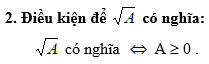 2. Điều kiện để √A có nghĩa:
√A có nghĩa ⇔ A ≥ 0 .